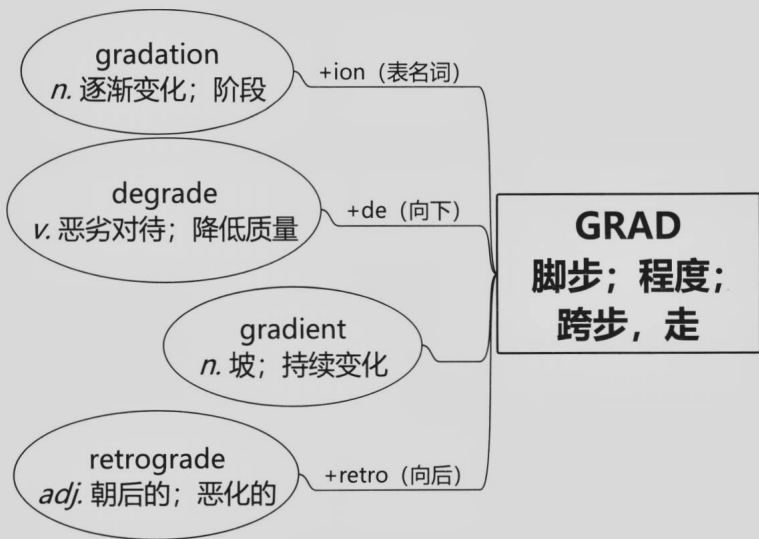 gradation
n. 逐渐变化；阶段
+ion（表名词）
degrade
v. 恶劣对待；降低质量
+de（向下）
GRAD
脚步；程度；
跨步，走
gradient
n. 坡；持续变化
retrograde
adj. 朝后的；恶化的
+retro（向后）